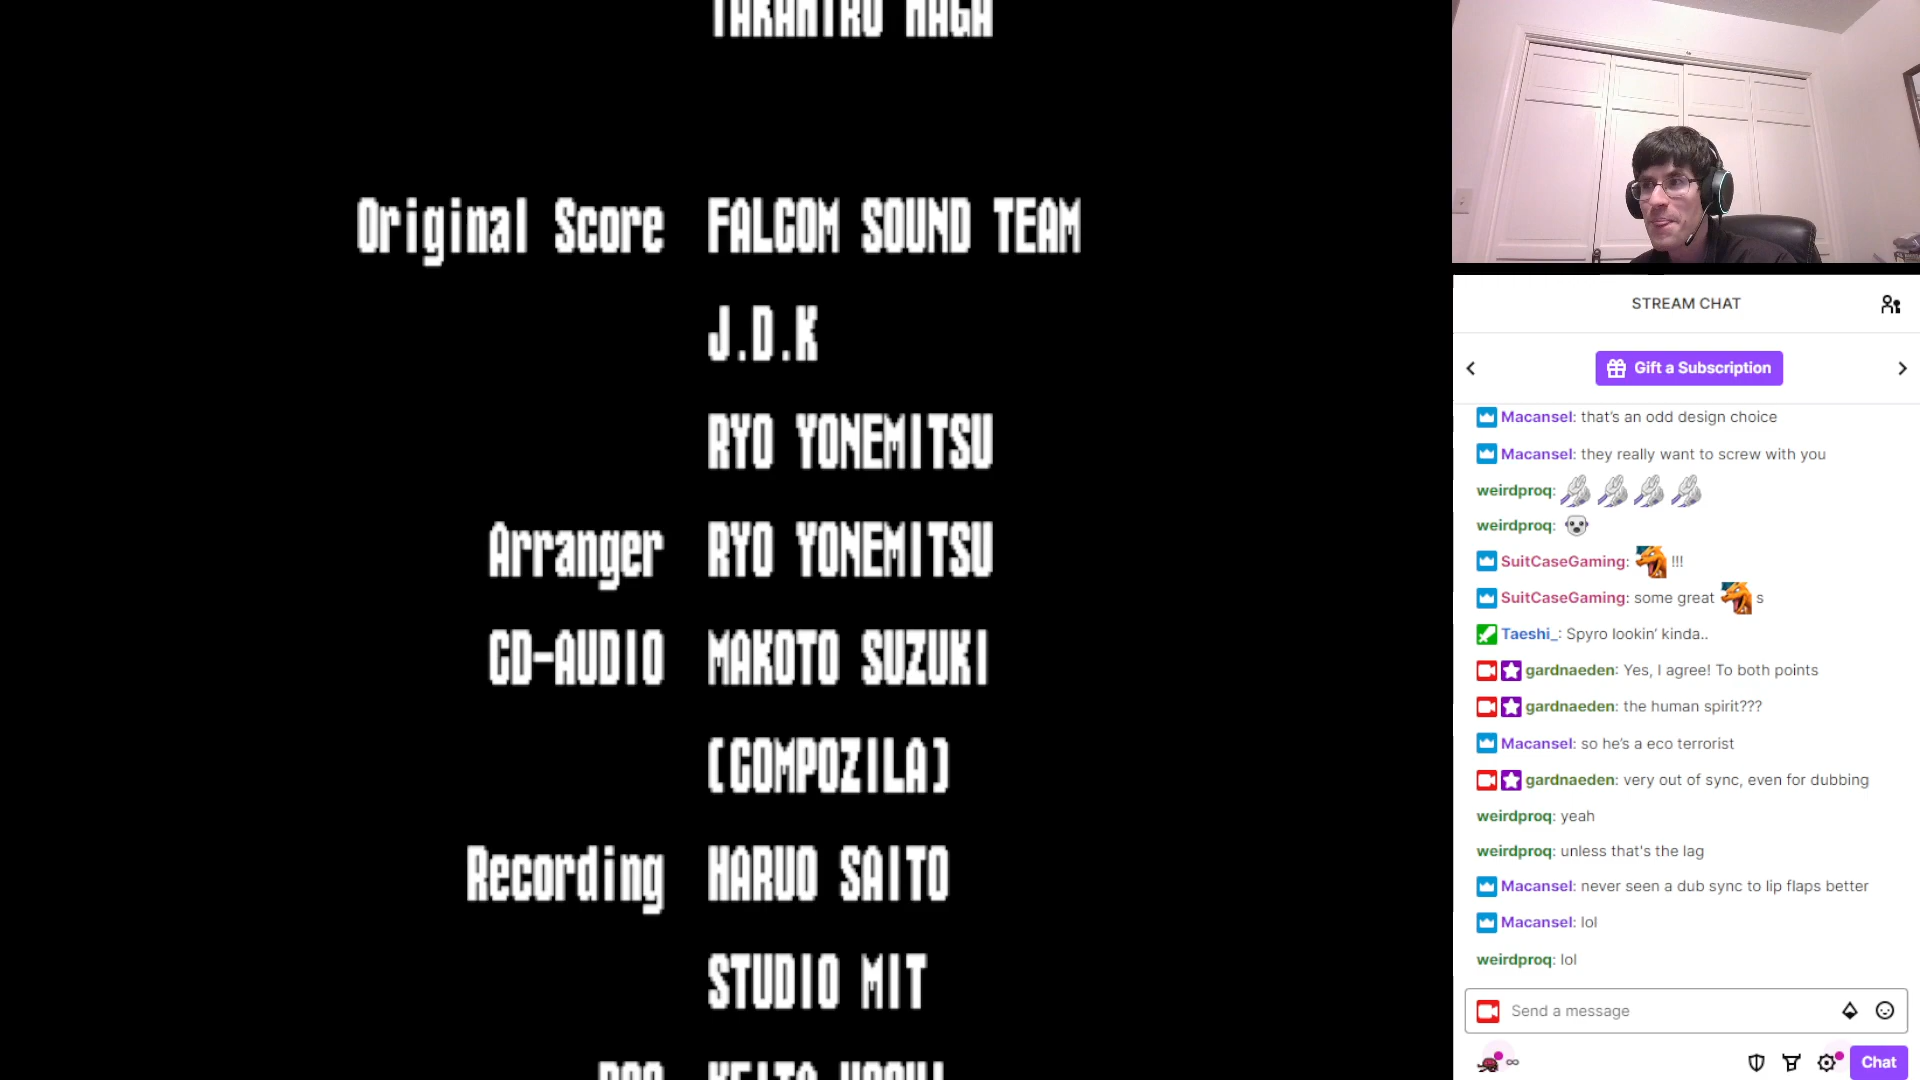 Original Score FALCOM SOUND TEAM
J.D.K
RYO YONEMITSU
Arranger RYO YONEMITSU
CD-AUDIO MAKOTO SUZUKI
(COMPOZILA)
Recording HARUO SAITO
STUDIO MIT
STREAM CHAT
Gift a Subscription
Macansel: that's an odd design choice
Macansel: they really want to screw with you
weirdproq:
weirdproq:
SuitCaseGaming: !!!
SuitCaseGaming: some great s
Taeshi_: Spyro lookin' kinda..
gardnaeden: Yes, I agree! To both points
gardnaeden: the human spirit???
Macansel: so he's a eco terrorist
gardnaeden: very out of sync, even for dubbing
weirdproq: yeah
weirdproq: unless that's the lag
Macansel: never seen a dub sync to lip flaps better
Macansel: lol
weirdproq: lol
Send a message
∞
Chat